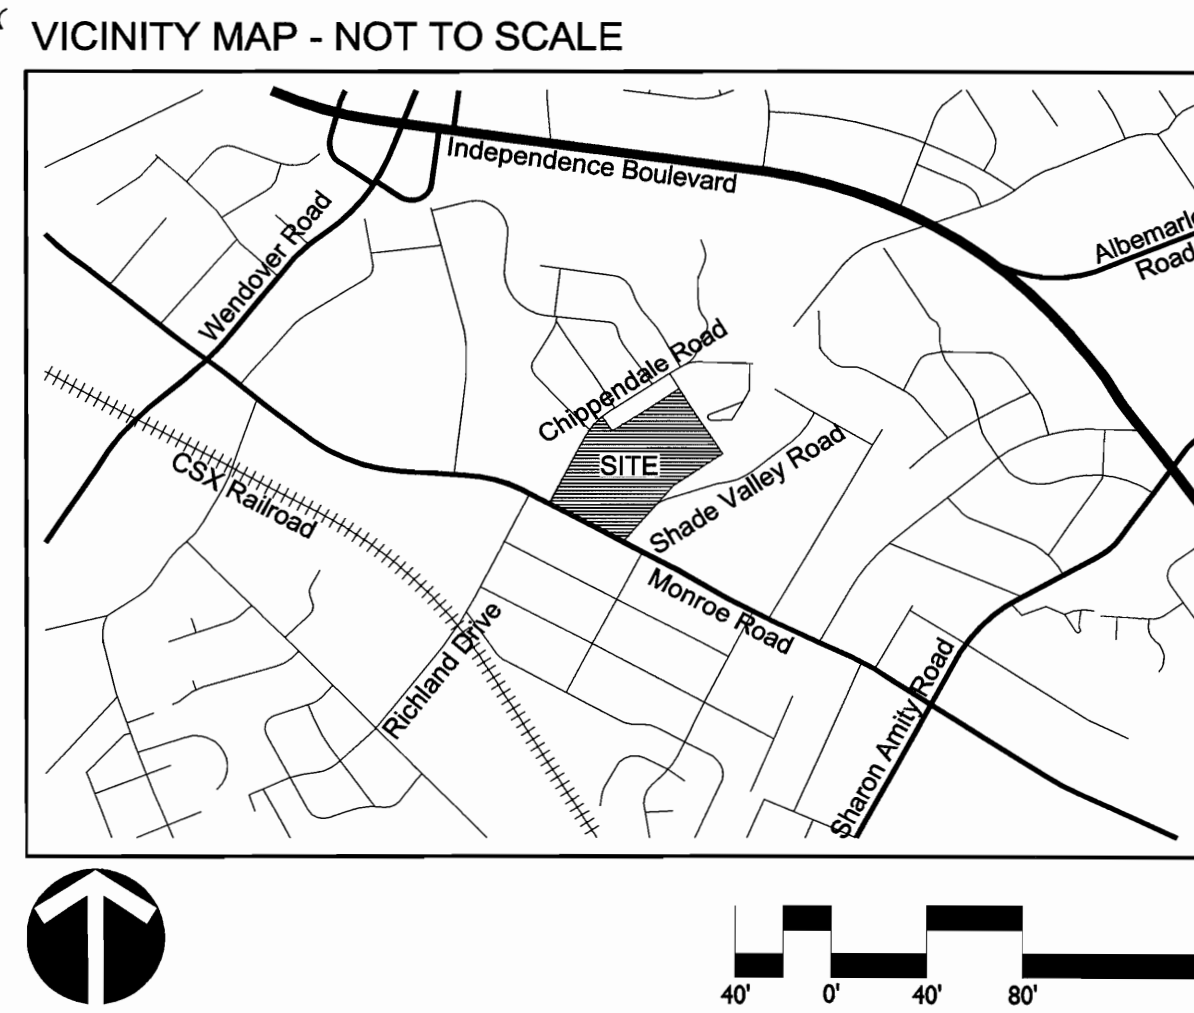 VICINITY MAP - NOT TO SCALE
Independence Boulevard
Wendover Road
Albemarl
Road
Chippendale Road
SITE
Shade Valley Road
CSX Railroad
Monroe Road
Richland Drive
Sharon Amity Road
40' 0' 40' 80'